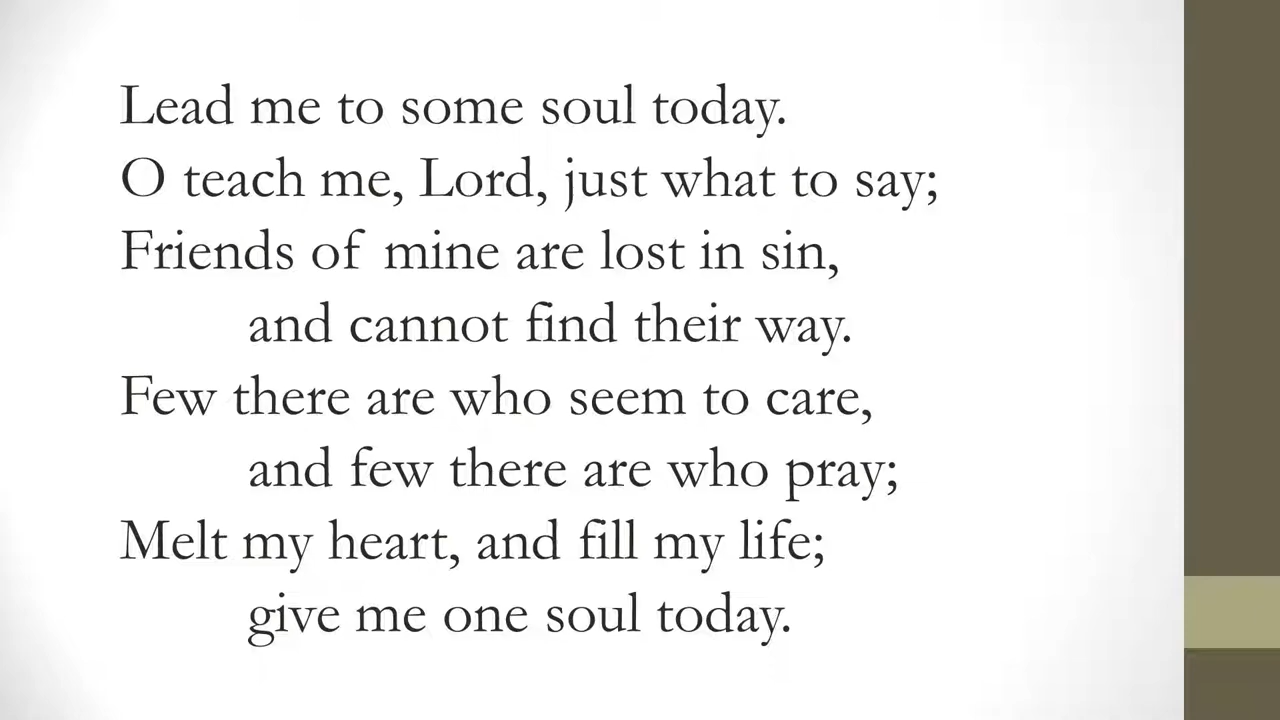 Lead me to some soul today.
O teach me, Lord, just what to say;
Friends of mine are lost in sin,
and cannot find their way.
Few there are who seem to care,
and few there are who pray;
Melt my heart, and fill my life;
give me one soul today.